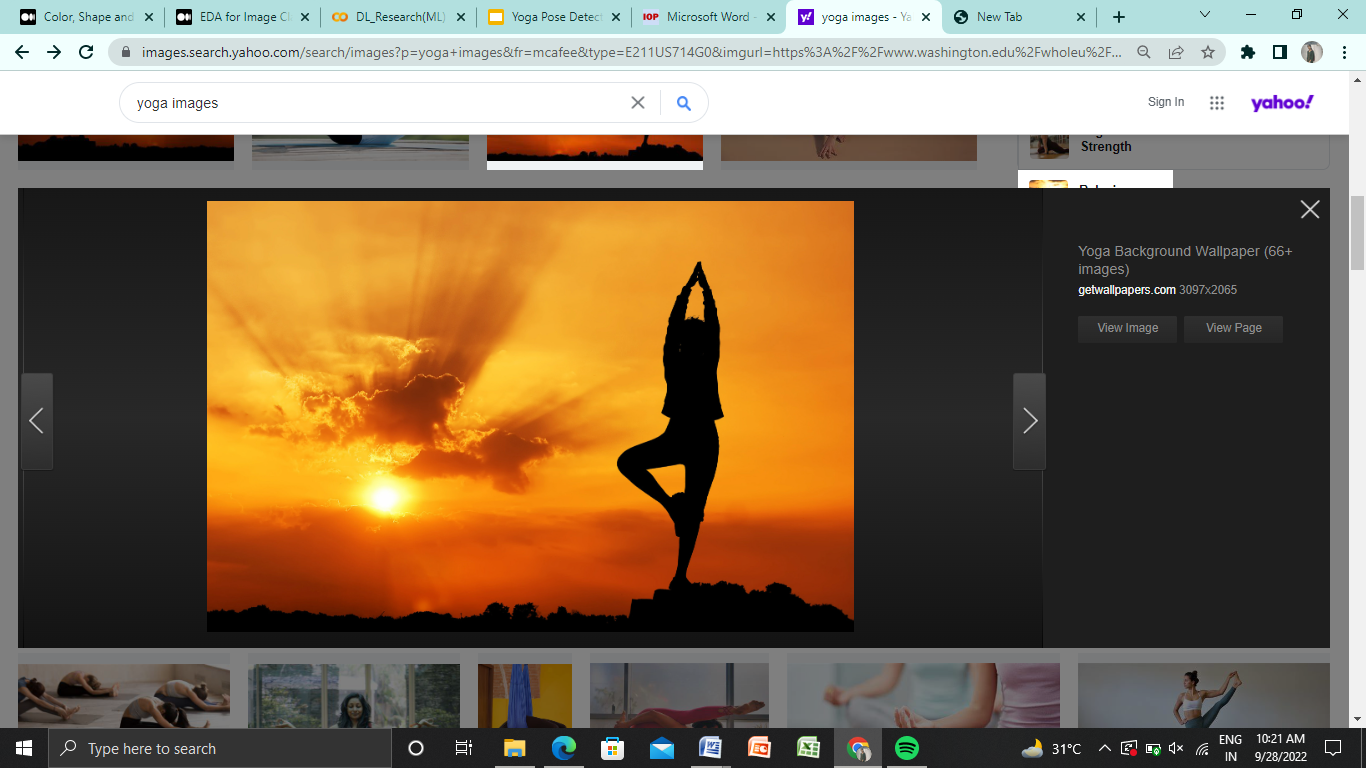 Color, Shape and
EDA for Image Cl
DL_Research(ML)
Yoga Pose Detect
IOP Microsoft Word -
y! yoga images - Ya
New Tab
images.search.yahoo.com/search/images?p=yoga+images&fr=mcafee&type=E211US714G0&imgurl=https%3A%2F%2Fwww.washington.edu%2Fwholeu%2F...
yoga images
Sign In
yahoo!
Strength
Yoga Background Wallpaper (66+
images)
getwallpapers.com 3097x2065
View Image
View Page
Type here to search
31°C
ENG
IN
10:21 AM
9/28/2022